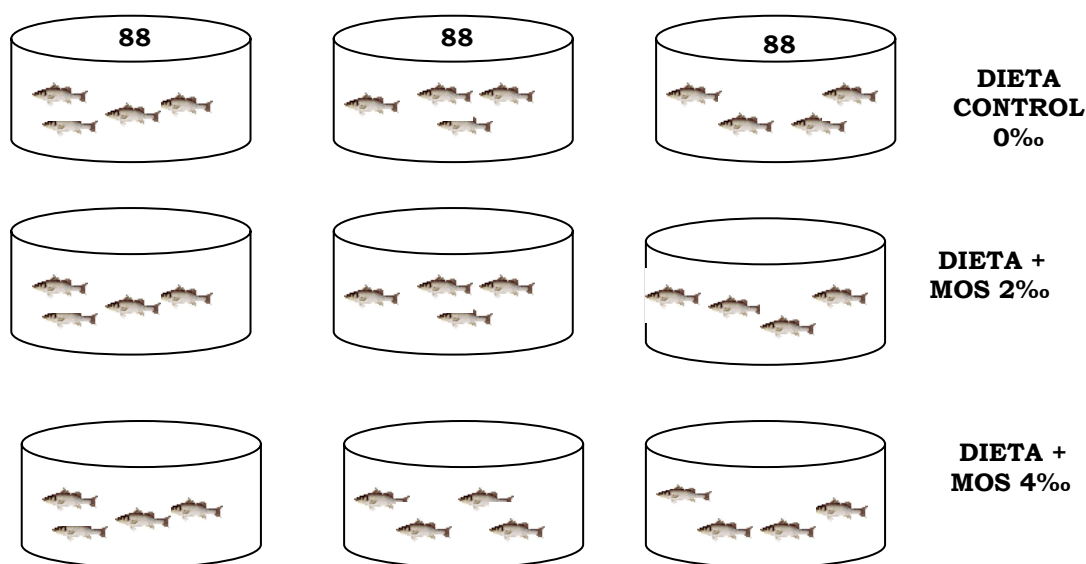 88
88
88
DIETA
CONTROL
0‰
DIETA +
MOS 2‰
DIETA +
MOS 4‰